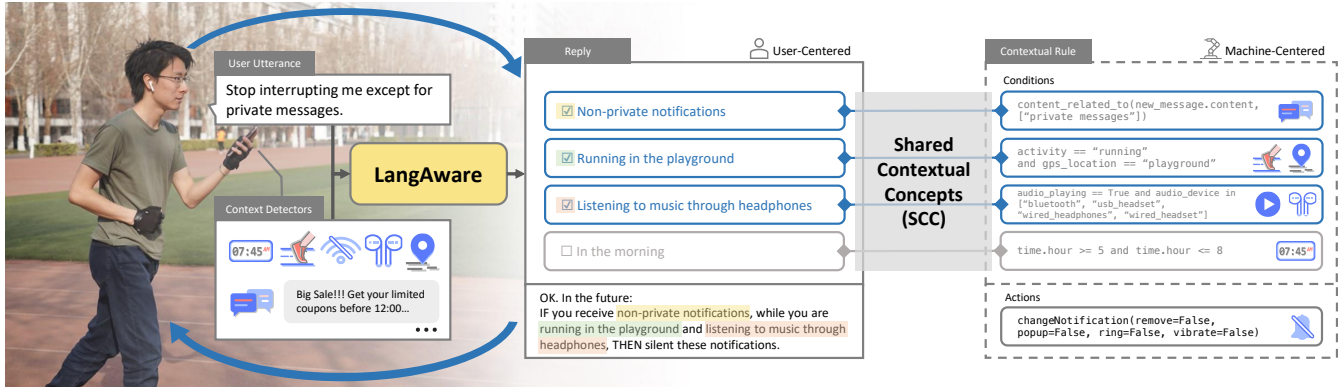 User Utterance
Stop interrupting me except for
private messages.
Context Detectors
07:45AM
Big Sale!!! Get your limited
coupons before 12:00...
LangAware
Reply
User-Centered
☑ Non-private notifications
☑ Running in the playground
☑ Listening to music through headphones
☐ In the morning
OK. In the future:
IF you receive non-private notifications, while you are
running in the playground and listening to music through
headphones, THEN silent these notifications.
Shared
Contextual
Concepts
(SCC)
Contextual Rule
Machine-Centered
Conditions
content_related_to(new_message.content,
["private messages"])
activity == "running"
and gps_location == "playground"
audio_playing == True and audio_device in
["bluetooth", "usb_headset",
"wired_headphones", "wired_headset"]
time.hour >= 5 and time.hour <= 8
07:45AM
Actions
changeNotification(remove=False,
popup=False, ring=False, vibrate=False)